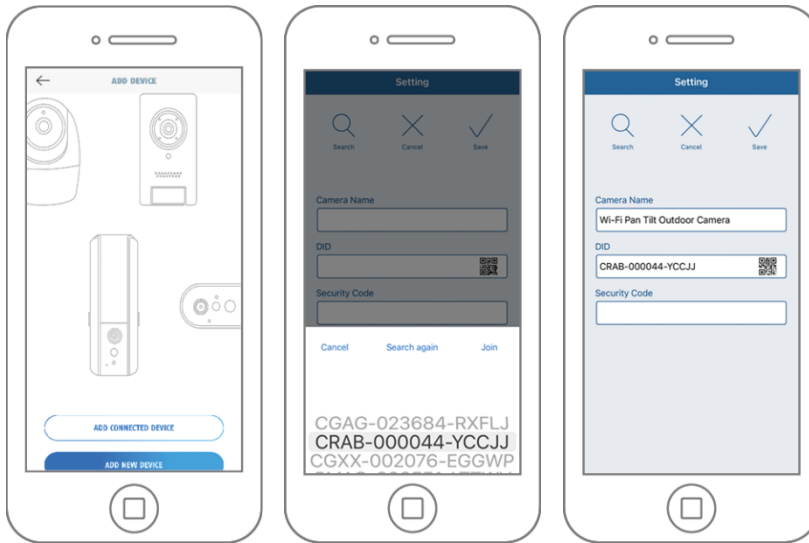 ADD DEVICE
ADD CONNECTED DEVICE
ADD NEW DEVICE
Setting
Search Cancel Save
Camera Name
DID
Security Code
Cancel Search again Join
CGAG-023684-RXFLJ
CRAB-000044-YCCJJ
CGXX-002076-EGGWP
Setting
Search Cancel Save
Camera Name
Wi-Fi Pan Tilt Outdoor Camera
DID
CRAB-000044-YCCJJ
Security Code